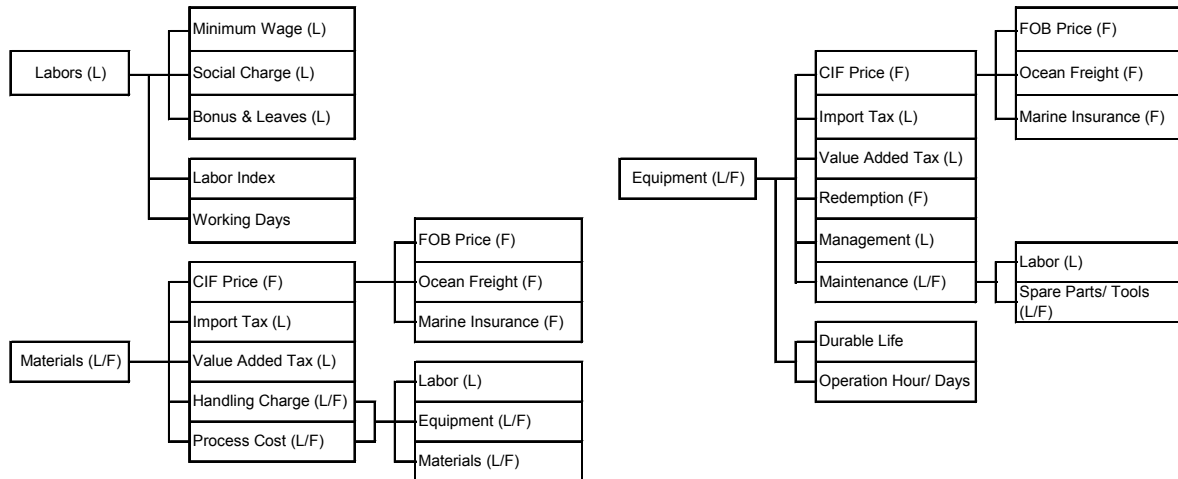 Labors (L)
Minimum Wage (L)
Social Charge (L)
Bonus & Leaves (L)
Labor Index
Working Days
Materials (L/F)
CIF Price (F)
Import Tax (L)
Value Added Tax (L)
Handling Charge (L/F)
Process Cost (L/F)
FOB Price (F)
Ocean Freight (F)
Marine Insurance (F)
Labor (L)
Equipment (L/F)
Materials (L/F)
Equipment (L/F)
CIF Price (F)
Import Tax (L)
Value Added Tax (L)
Redemption (F)
Management (L)
Maintenance (L/F)
Durable Life
Operation Hour/ Days
FOB Price (F)
Ocean Freight (F)
Marine Insurance (F)
Labor (L)
Spare Parts/ Tools
(L/F)